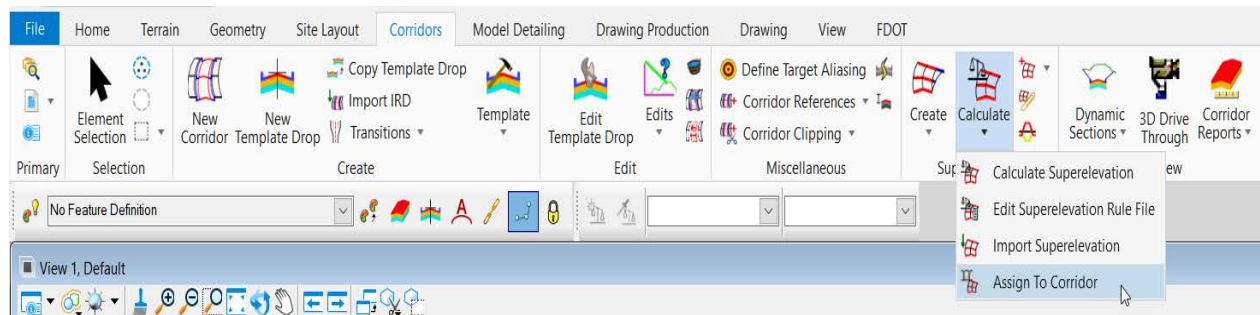 File Home Terrain Geometry Site Layout Corridors Model Detailing Drawing Production Drawing View FDOT
Element
Selection
New
Corridor
New
Template Drop
Copy Template Drop
Import IRD
Transitions
Template
Edit
Template Drop
Edits
Define Target Aliasing
Corridor References
Corridor Clipping
Create
Calculate
Dynamic
Sections
3D Drive
Through
Corridor
Reports
Primary Selection Create Edit Miscellaneous Sup ew
Calculate Superelevation
Edit Superelevation Rule File
Import Superelevation
Assign To Corridor
No Feature Definition
View 1, Default